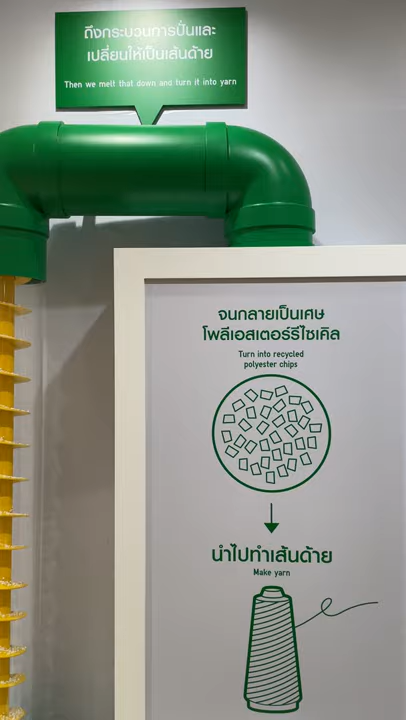 ถึงกระบวนการปั่นและ
เปลี่ยนให้เป็นเส้นด้าย
Then we melt that down and turn it into yarn
จนกลายเป็นเศษ
โพลีเอสเตอร์รีไซเคิล
Turn into recycled
polyester chips
นำไปทำเส้นด้าย
Make yarn